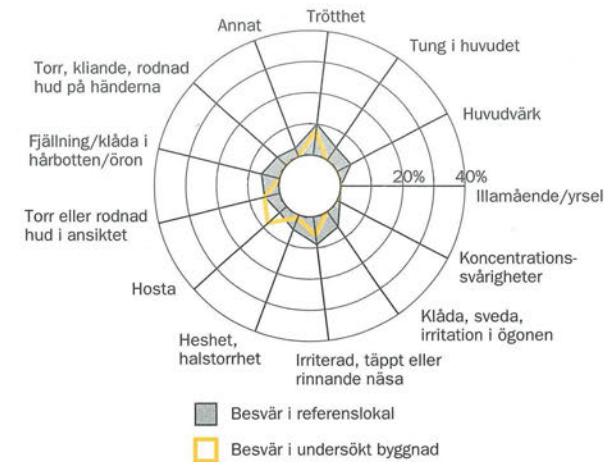 Trötthet
Annat
Tung i huvudet
Torr, kliande, rodnad
hud på händerna
Huvudvärk
Fjällning/klåda i
hårbotten/öron
20%
40%
Illamående/yrsel
Torr eller rodnad
hud i ansiktet
Koncentrations-
svårigheter
Hosta
Klåda, sveda,
irritation i ögonen
Heshet,
halstorrhet
Irriterad, täppt eller
rinnande näsa
Besvär i referenslokal
Besvär i undersökt byggnad